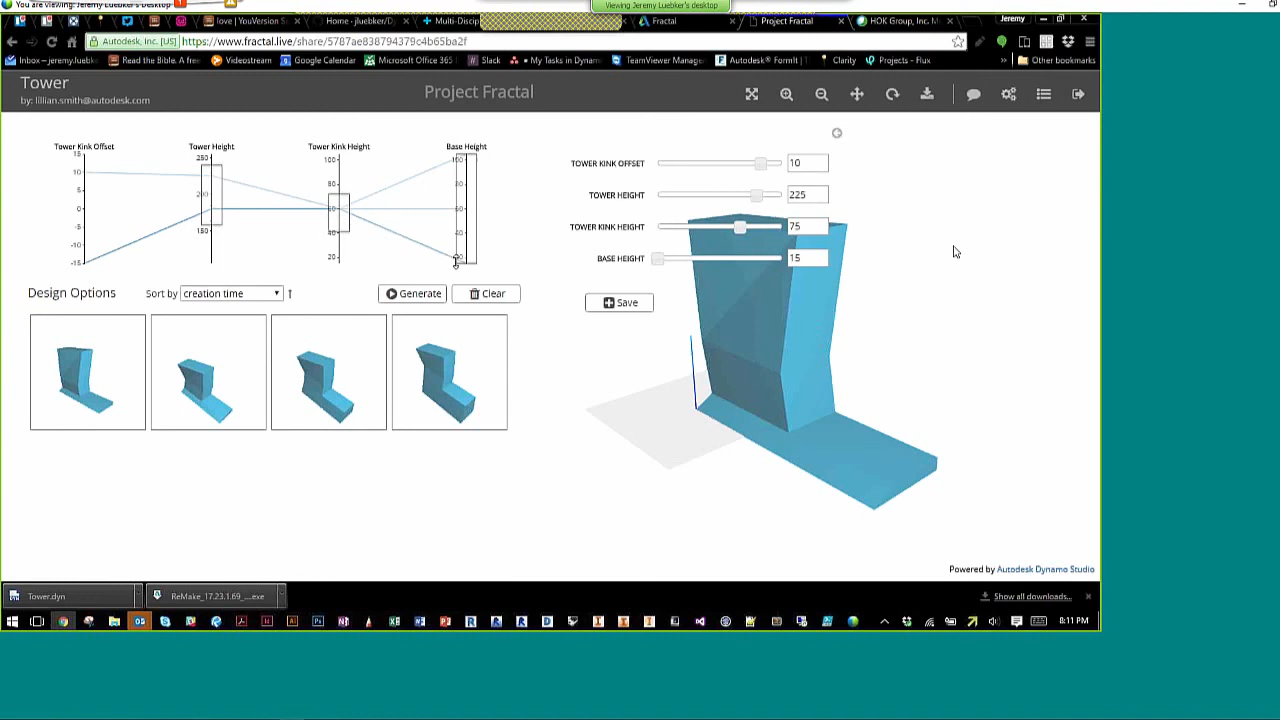 You are viewing: Jeremy Luebker's desktop
Viewing Jeremy Luebker's desktop
love | YouVersion
Home - jluebker/D
Multi-Discip
Fractal
Project Fractal
HOK Group, Inc. M
Jeremy
Autodesk, Inc. [US]
https://www.fractal.live/share/5787ae838794379c4b65ba2f
Inbox – jeremy.luebk
Read the Bible. A free
Videostream
Google Calendar
Microsoft Office 365
Slack
My Tasks in Dynam
TeamViewer Manage
Autodesk® FormIt |
Clarity
Projects - Flux
»
Other bookmarks
Tower
by: lillian.smith@autodesk.com
Project Fractal
Tower Kink Offset
Tower Height
Tower Kink Height
Base Height
15
10
5
0
-5
-10
-15
250
200
150
100
80
60
40
20
100
80
60
40
TOWER KINK OFFSET 10
TOWER HEIGHT 225
TOWER KINK HEIGHT 75
BASE HEIGHT 15
Save
Design Options
Sort by creation time
Generate
Clear
Powered by Autodesk Dynamo Studio
Tower.dyn
ReMake_17.23.1.69_....exe
Show all downloads...
8:11 PM